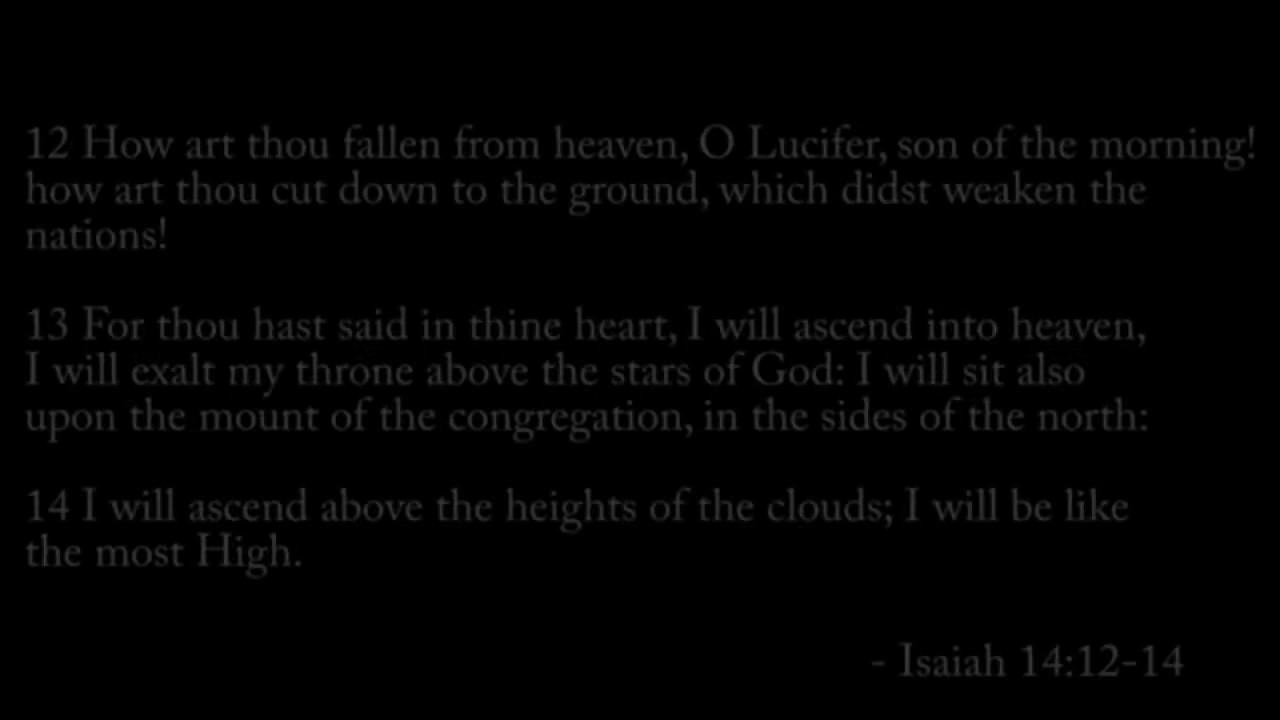 12 How art thou fallen from heaven, O Lucifer, son of the morning!
how art thou cut down to the ground, which didst weaken the
nations!
13 For thou hast said in thine heart, I will ascend into heaven,
I will exalt my throne above the stars of God: I will sit also
upon the mount of the congregation, in the sides of the north:
14 I will ascend above the heights of the clouds; I will be like
the most High.
- Isaiah 14:12-14